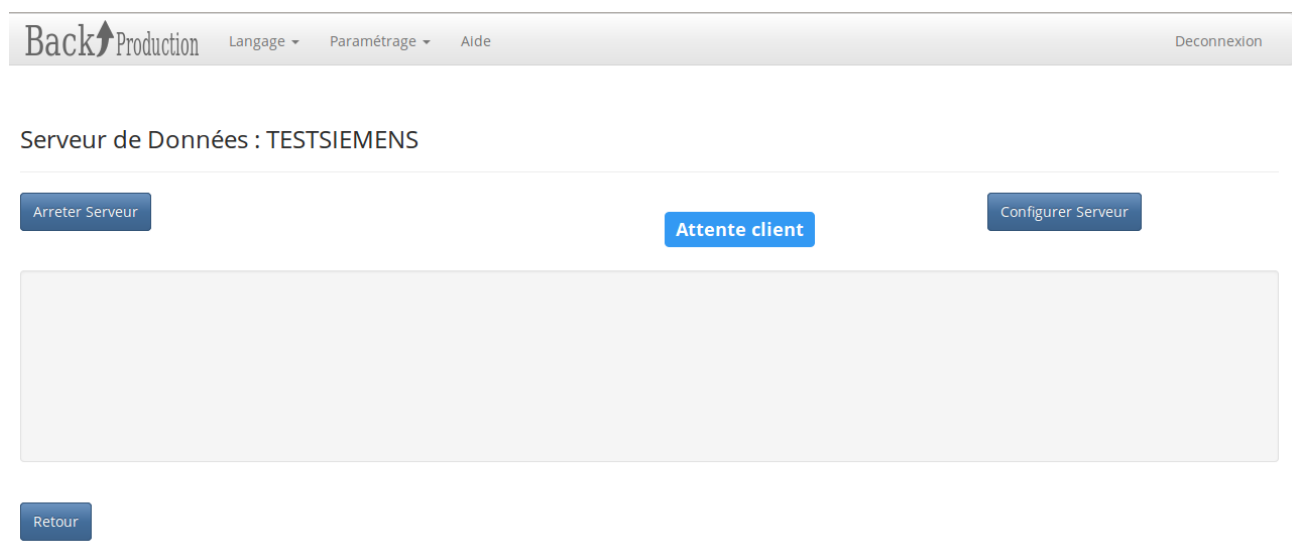 Back Production Langage Paramétrage Aide Deconnexion
Serveur de Données : TESTSIEMENS
Arreter Serveur
Attente client
Configurer Serveur
Retour